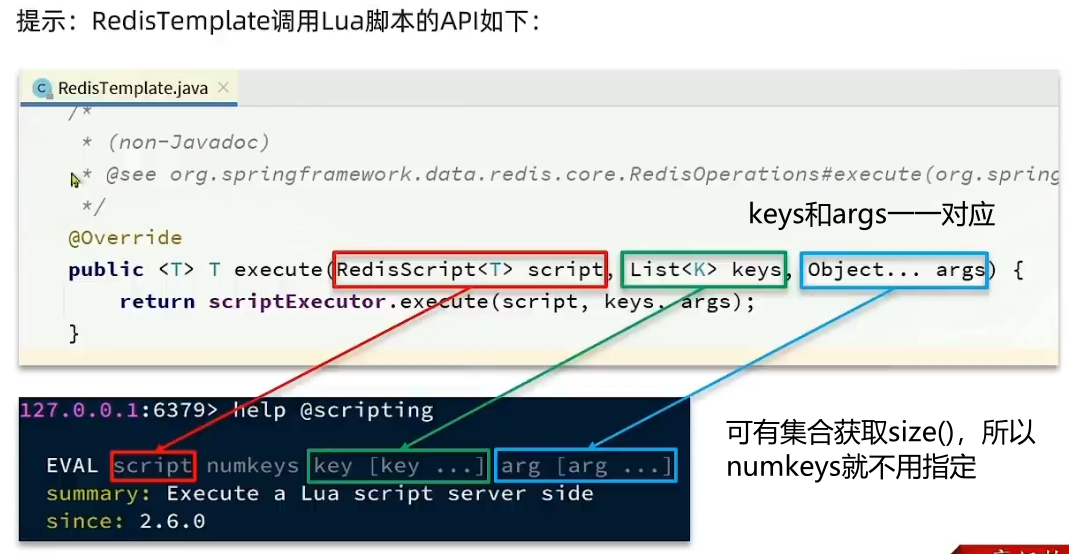 提示：RedisTemplate调用Lua脚本的API如下：
RedisTemplate.java
/*
* (non-Javadoc)
* @see org.springframework.data.redis.core.RedisOperations#execute(org.spring
*/
keys和args一一对应
@Override
public <T> T execute(RedisScript<T> script, List<K> keys, Object... args) {
return scriptExecutor.execute(script, keys, args);
}
127.0.0.1:6379> help @scripting
EVAL script numkeys key [key ...] arg [arg ...]
summary: Execute a Lua script server side
since: 2.6.0
可有集合获取size()，所以
numkeys就不用指定